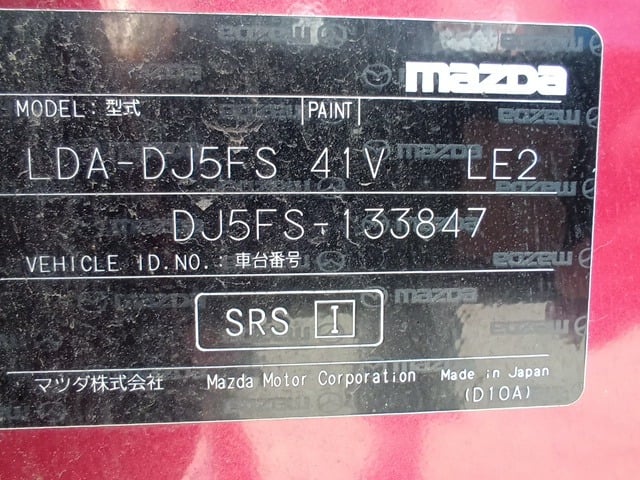 mazda
MODEL: 型式 PAINT
LDA-DJ5FS 41V LE2
DJ5FS-133847
VEHICLE ID.NO.: 車台番号
SRS I
マツダ株式会社 Mazda Motor Corporation Made in Japan
(D10A)